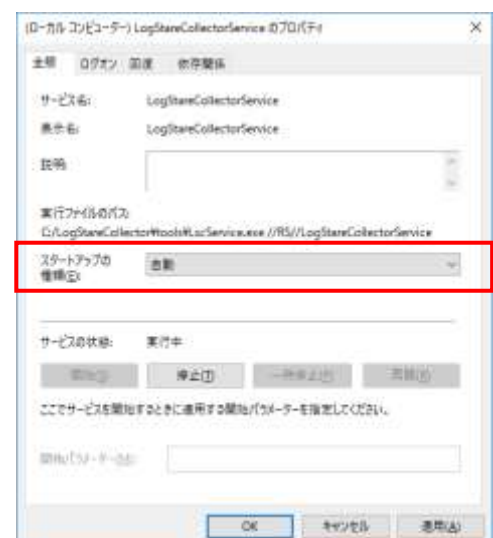 (ローカル コンピューター) LogStareCollectorService のプロパティ
全般 ログオン 回復 依存関係
サービス名: LogStareCollectorService
表示名: LogStareCollectorService
説明:
実行ファイルのパス:
C:/LogStareCollector¥tools¥LscService.exe //RS//LogStareCollectorService
スタートアップの
種類(E): 自動
サービスの状態: 実行中
開始(S) 停止(T) 一時停止(P) 再開(R)
ここでサービスを開始するときに適用する開始パラメーターを指定してください。
開始パラメーター(M):
OK キャンセル 適用(A)